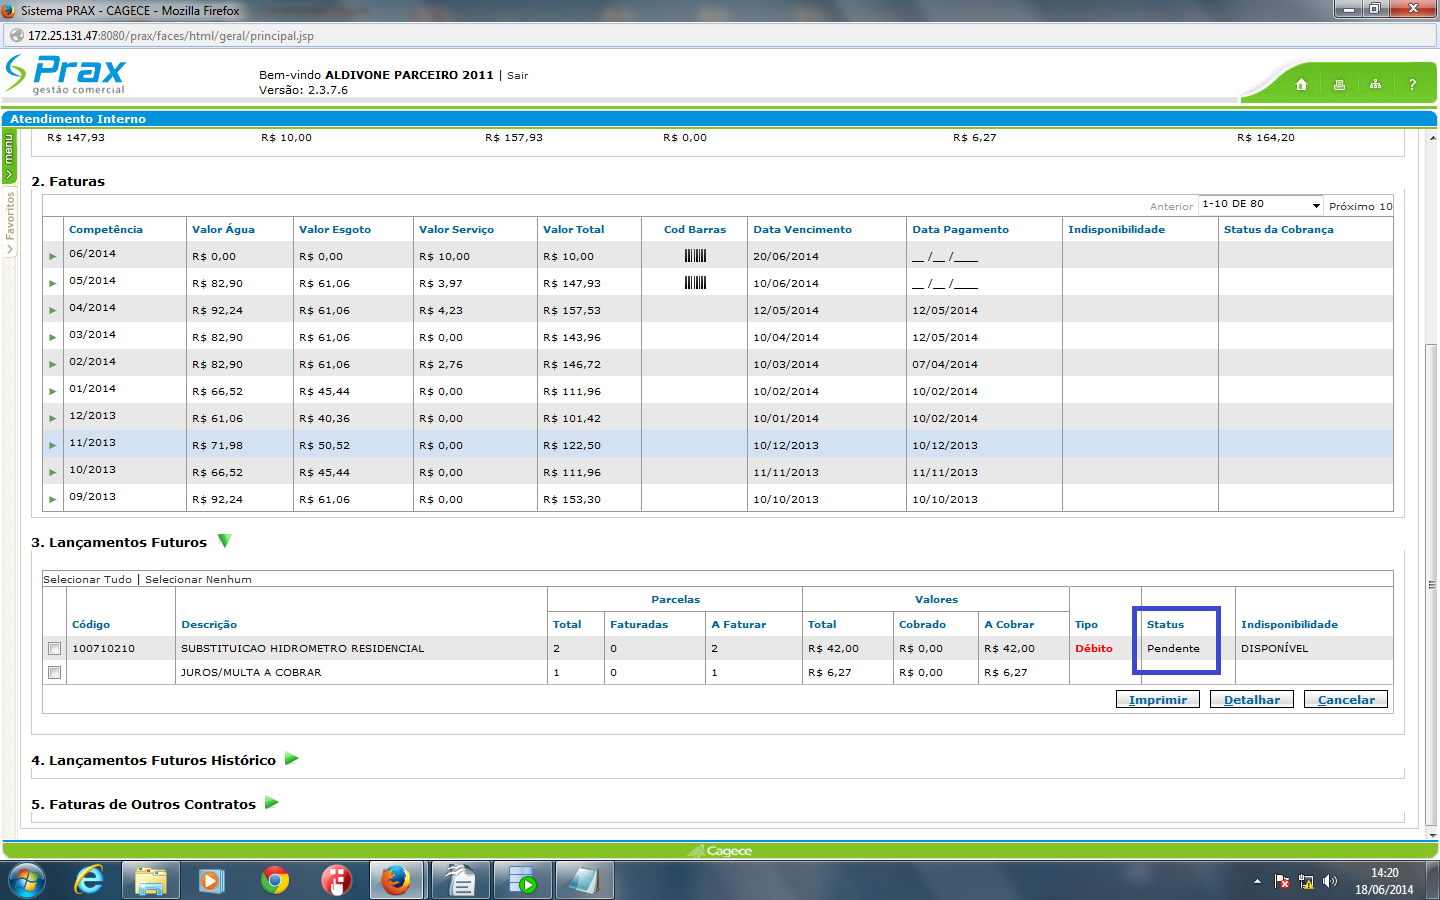 Sistema PRAX - CAGECE - Mozilla Firefox
172.25.131.47:8080/prax/faces/html/geral/principal.jsp
Prax
gestão comercial
Bem-vindo ALDIVONE PARCEIRO 2011 | Sair
Versão: 2.3.7.6
?
Atendimento Interno
menu
Favoritos
R$ 147,93 R$ 10,00 R$ 157,93 R$ 0,00 R$ 6,27 R$ 164,20
2. Faturas
Anterior 1-10 DE 80 Próximo 10
Competência Valor Água Valor Esgoto Valor Serviço Valor Total Cod Barras Data Vencimento Data Pagamento Indisponibilidade Status da Cobrança
06/2014 R$ 0,00 R$ 0,00 R$ 10,00 R$ 10,00 20/06/2014 __ /__ /____
05/2014 R$ 82,90 R$ 61,06 R$ 3,97 R$ 147,93 10/06/2014 __ /__ /____
04/2014 R$ 92,24 R$ 61,06 R$ 4,23 R$ 157,53 12/05/2014 12/05/2014
03/2014 R$ 82,90 R$ 61,06 R$ 0,00 R$ 143,96 10/04/2014 12/05/2014
02/2014 R$ 82,90 R$ 61,06 R$ 2,76 R$ 146,72 10/03/2014 07/04/2014
01/2014 R$ 66,52 R$ 45,44 R$ 0,00 R$ 111,96 10/02/2014 10/02/2014
12/2013 R$ 61,06 R$ 40,36 R$ 0,00 R$ 101,42 10/01/2014 10/02/2014
11/2013 R$ 71,98 R$ 50,52 R$ 0,00 R$ 122,50 10/12/2013 10/12/2013
10/2013 R$ 66,52 R$ 45,44 R$ 0,00 R$ 111,96 11/11/2013 11/11/2013
09/2013 R$ 92,24 R$ 61,06 R$ 0,00 R$ 153,30 10/10/2013 10/10/2013
3. Lançamentos Futuros
Selecionar Tudo | Selecionar Nenhum
Parcelas Valores
Código Descrição Total Faturadas A Faturar Total Cobrado A Cobrar Tipo Status Indisponibilidade
100710210 SUBSTITUICAO HIDROMETRO RESIDENCIAL 2 0 2 R$ 42,00 R$ 0,00 R$ 42,00 Débito Pendente DISPONÍVEL
JUROS/MULTA A COBRAR 1 0 1 R$ 6,27 R$ 0,00 R$ 6,27
Imprimir Detalhar Cancelar
4. Lançamentos Futuros Histórico
5. Faturas de Outros Contratos
Cagece
14:20
18/06/2014